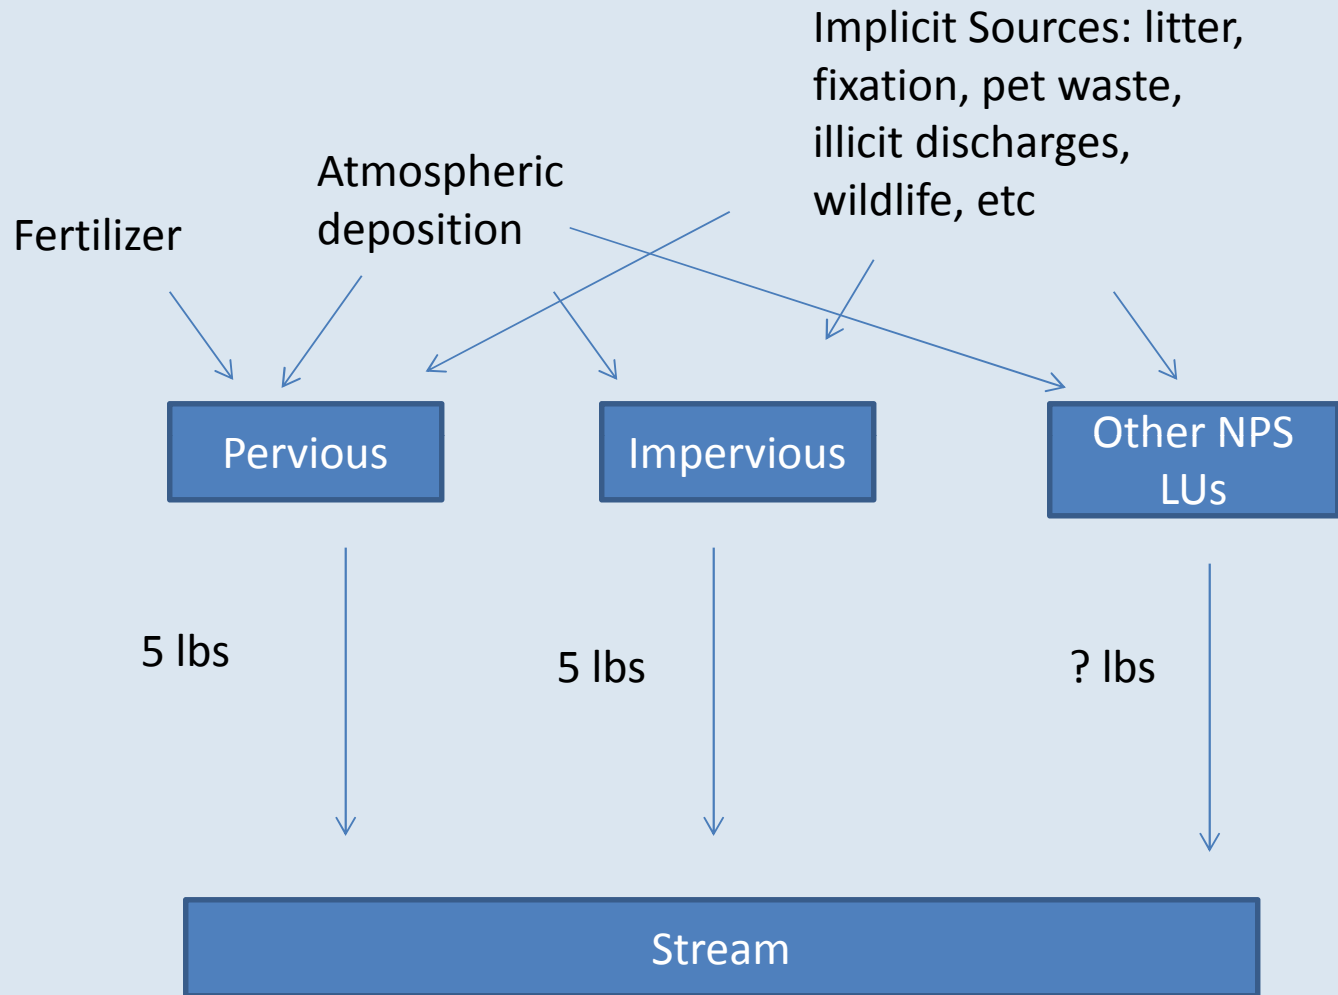 Implicit Sources: litter,
fixation, pet waste,
illicit discharges,
wildlife, etc
Atmospheric
deposition
Fertilizer
Pervious
Impervious
Other NPS
LUs
5 lbs
5 lbs
? lbs
Stream